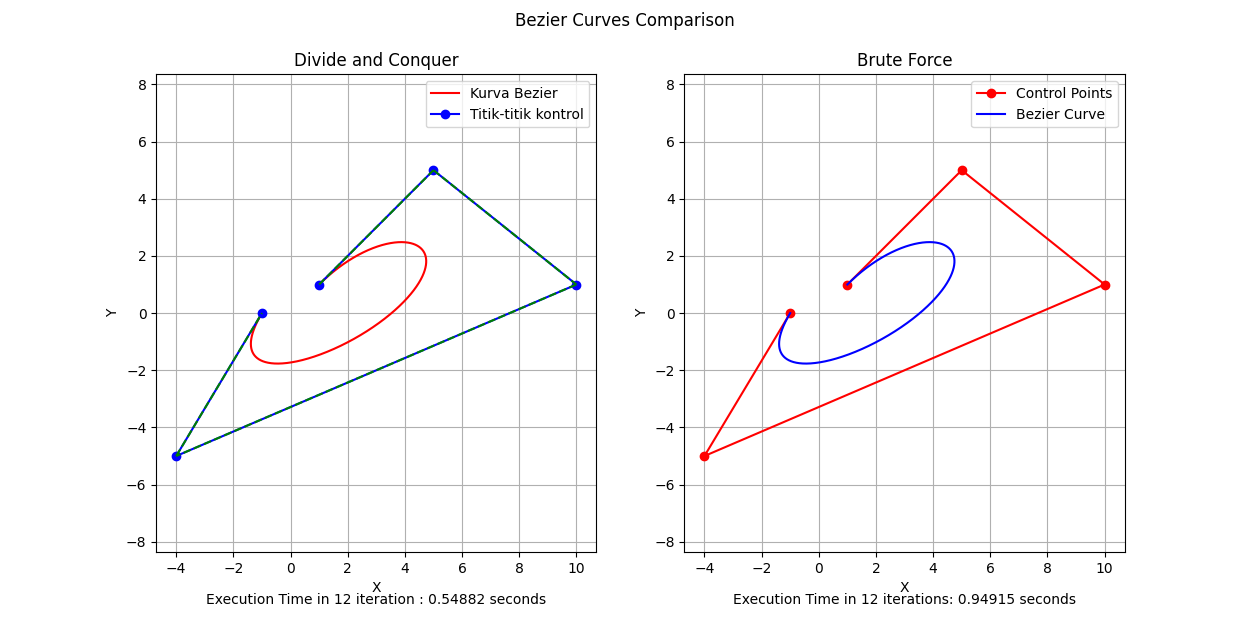 Bezier Curves Comparison
Divide and Conquer
Kurva Bezier
Titik-titik kontrol
8
6
4
2
0
−2
−4
−6
−8
Y
−4 −2 0 2 4 6 8 10
X
Execution Time in 12 iteration : 0.54882 seconds
Brute Force
Control Points
Bezier Curve
8
6
4
2
0
−2
−4
−6
−8
Y
−4 −2 0 2 4 6 8 10
X
Execution Time in 12 iterations: 0.94915 seconds